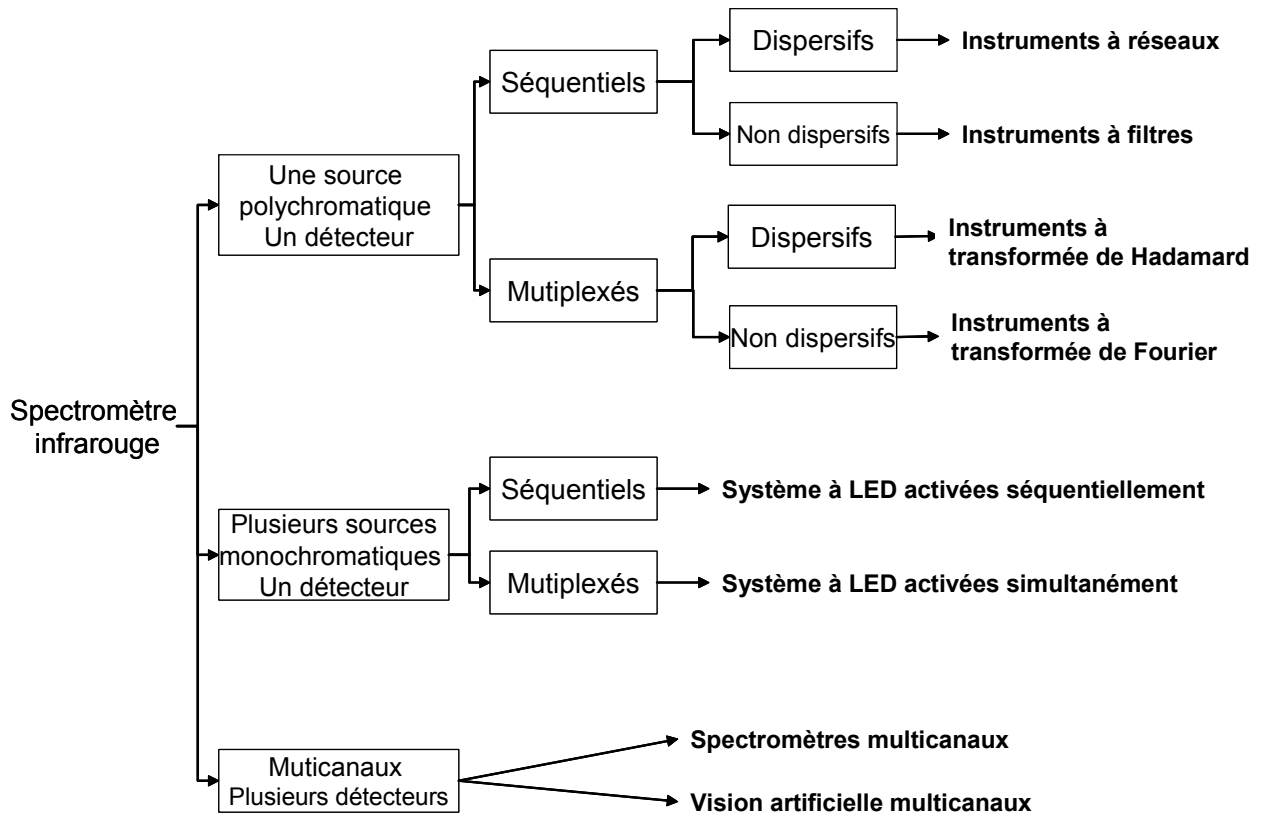 Dispersifs
Instruments à réseaux
Séquentiels
Non dispersifs
Instruments à filtres
Une source
polychromatique
Un détecteur
Dispersifs
Instruments à
transformée de Hadamard
Mutiplexés
Non dispersifs
Instruments à
transformée de Fourier
Spectromètre
infrarouge
Séquentiels
Système à LED activées séquentiellement
Plusieurs sources
monochromatiques
Un détecteur
Mutiplexés
Système à LED activées simultanément
Muticanaux
Plusieurs détecteurs
Spectromètres multicanaux
Vision artificielle multicanaux